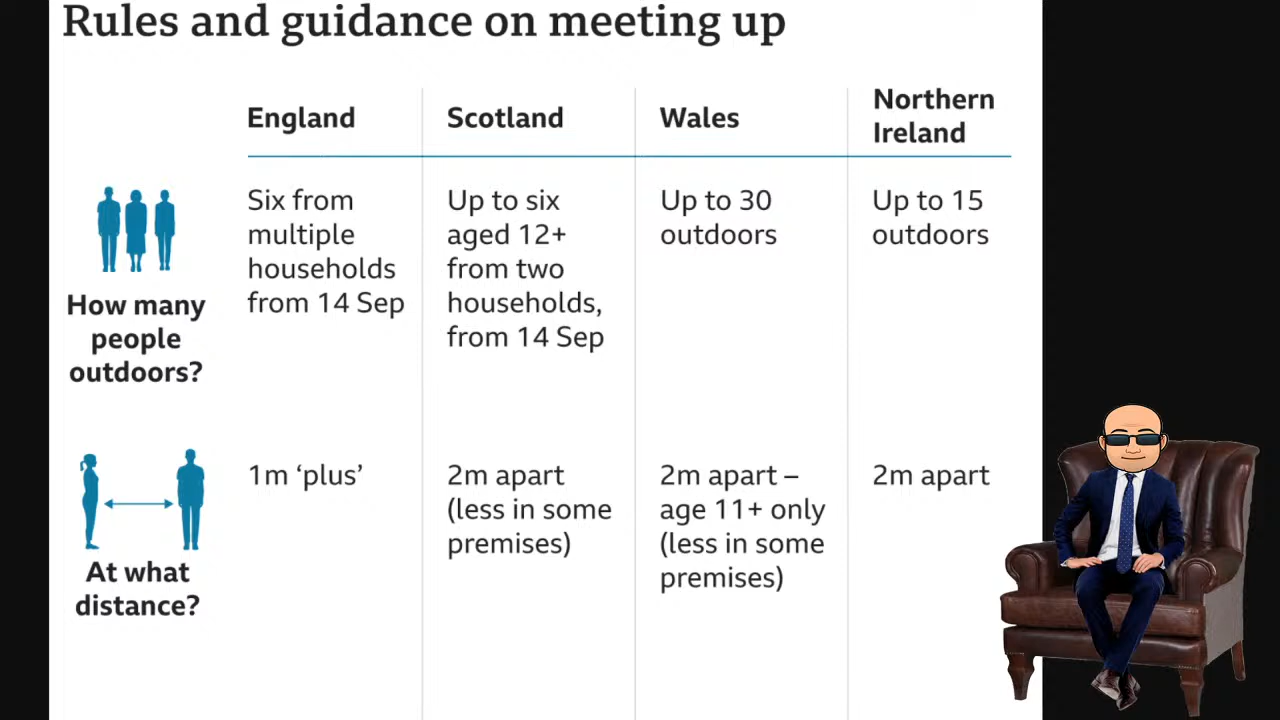 Rules and guidance on meeting up
England
Scotland
Wales
Northern
Ireland
How many
people
outdoors?
Six from
multiple
households
from 14 Sep
Up to six
aged 12+
from two
households,
from 14 Sep
Up to 30
outdoors
Up to 15
outdoors
At what
distance?
1m ‘plus’
2m apart
(less in some
premises)
2m apart –
age 11+ only
(less in some
premises)
2m apart